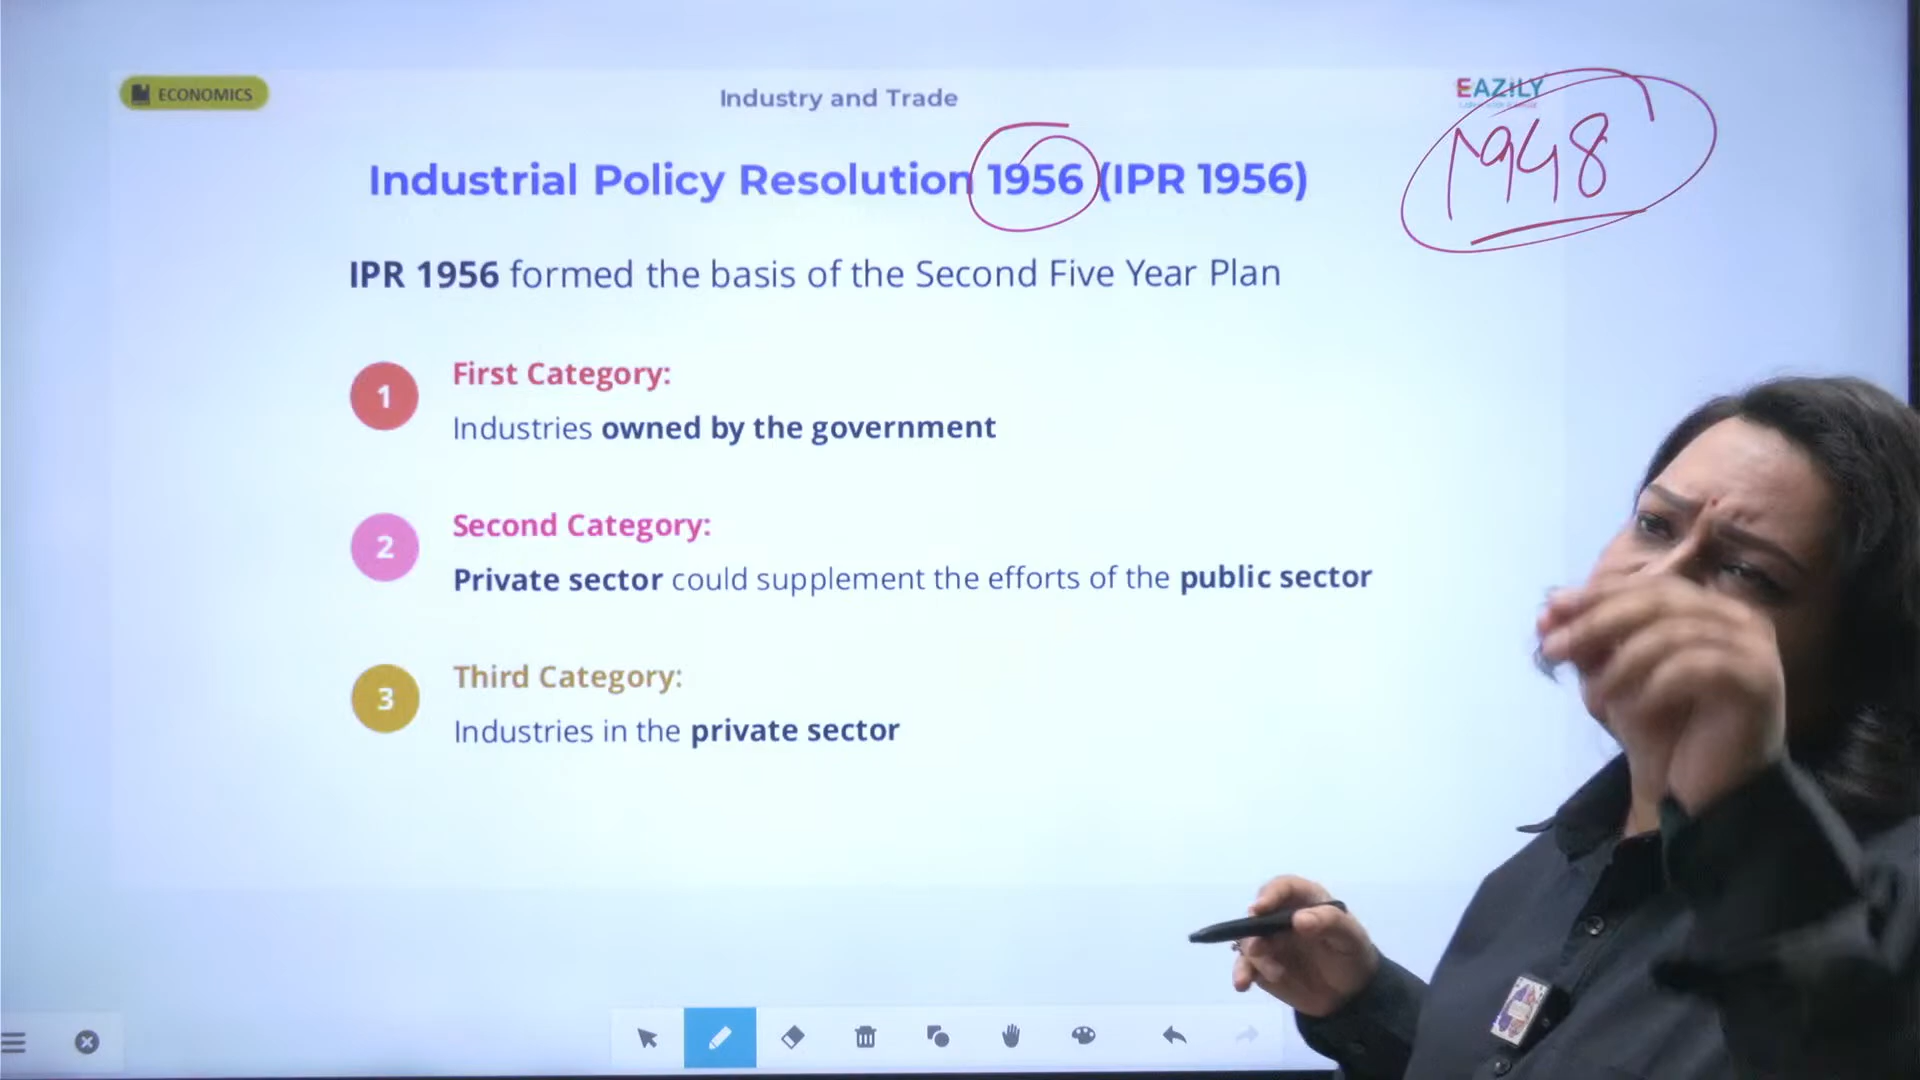 ECONOMICS
Industry and Trade
EAZiLY
1948
Industrial Policy Resolution 1956 (IPR 1956)
IPR 1956 formed the basis of the Second Five Year Plan
1
First Category:
Industries owned by the government
2
Second Category:
Private sector could supplement the efforts of the public sector
3
Third Category:
Industries in the private sector